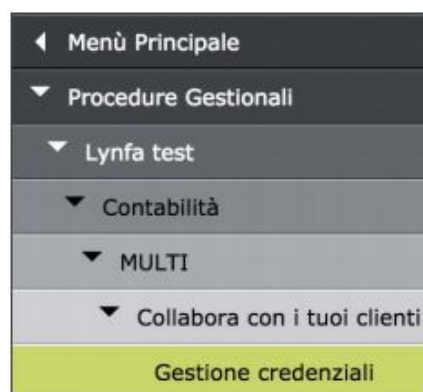 Menù Principale
Procedure Gestionali
Lynfa test
Contabilità
MULTI
Collabora con i tuoi clienti
Gestione credenziali